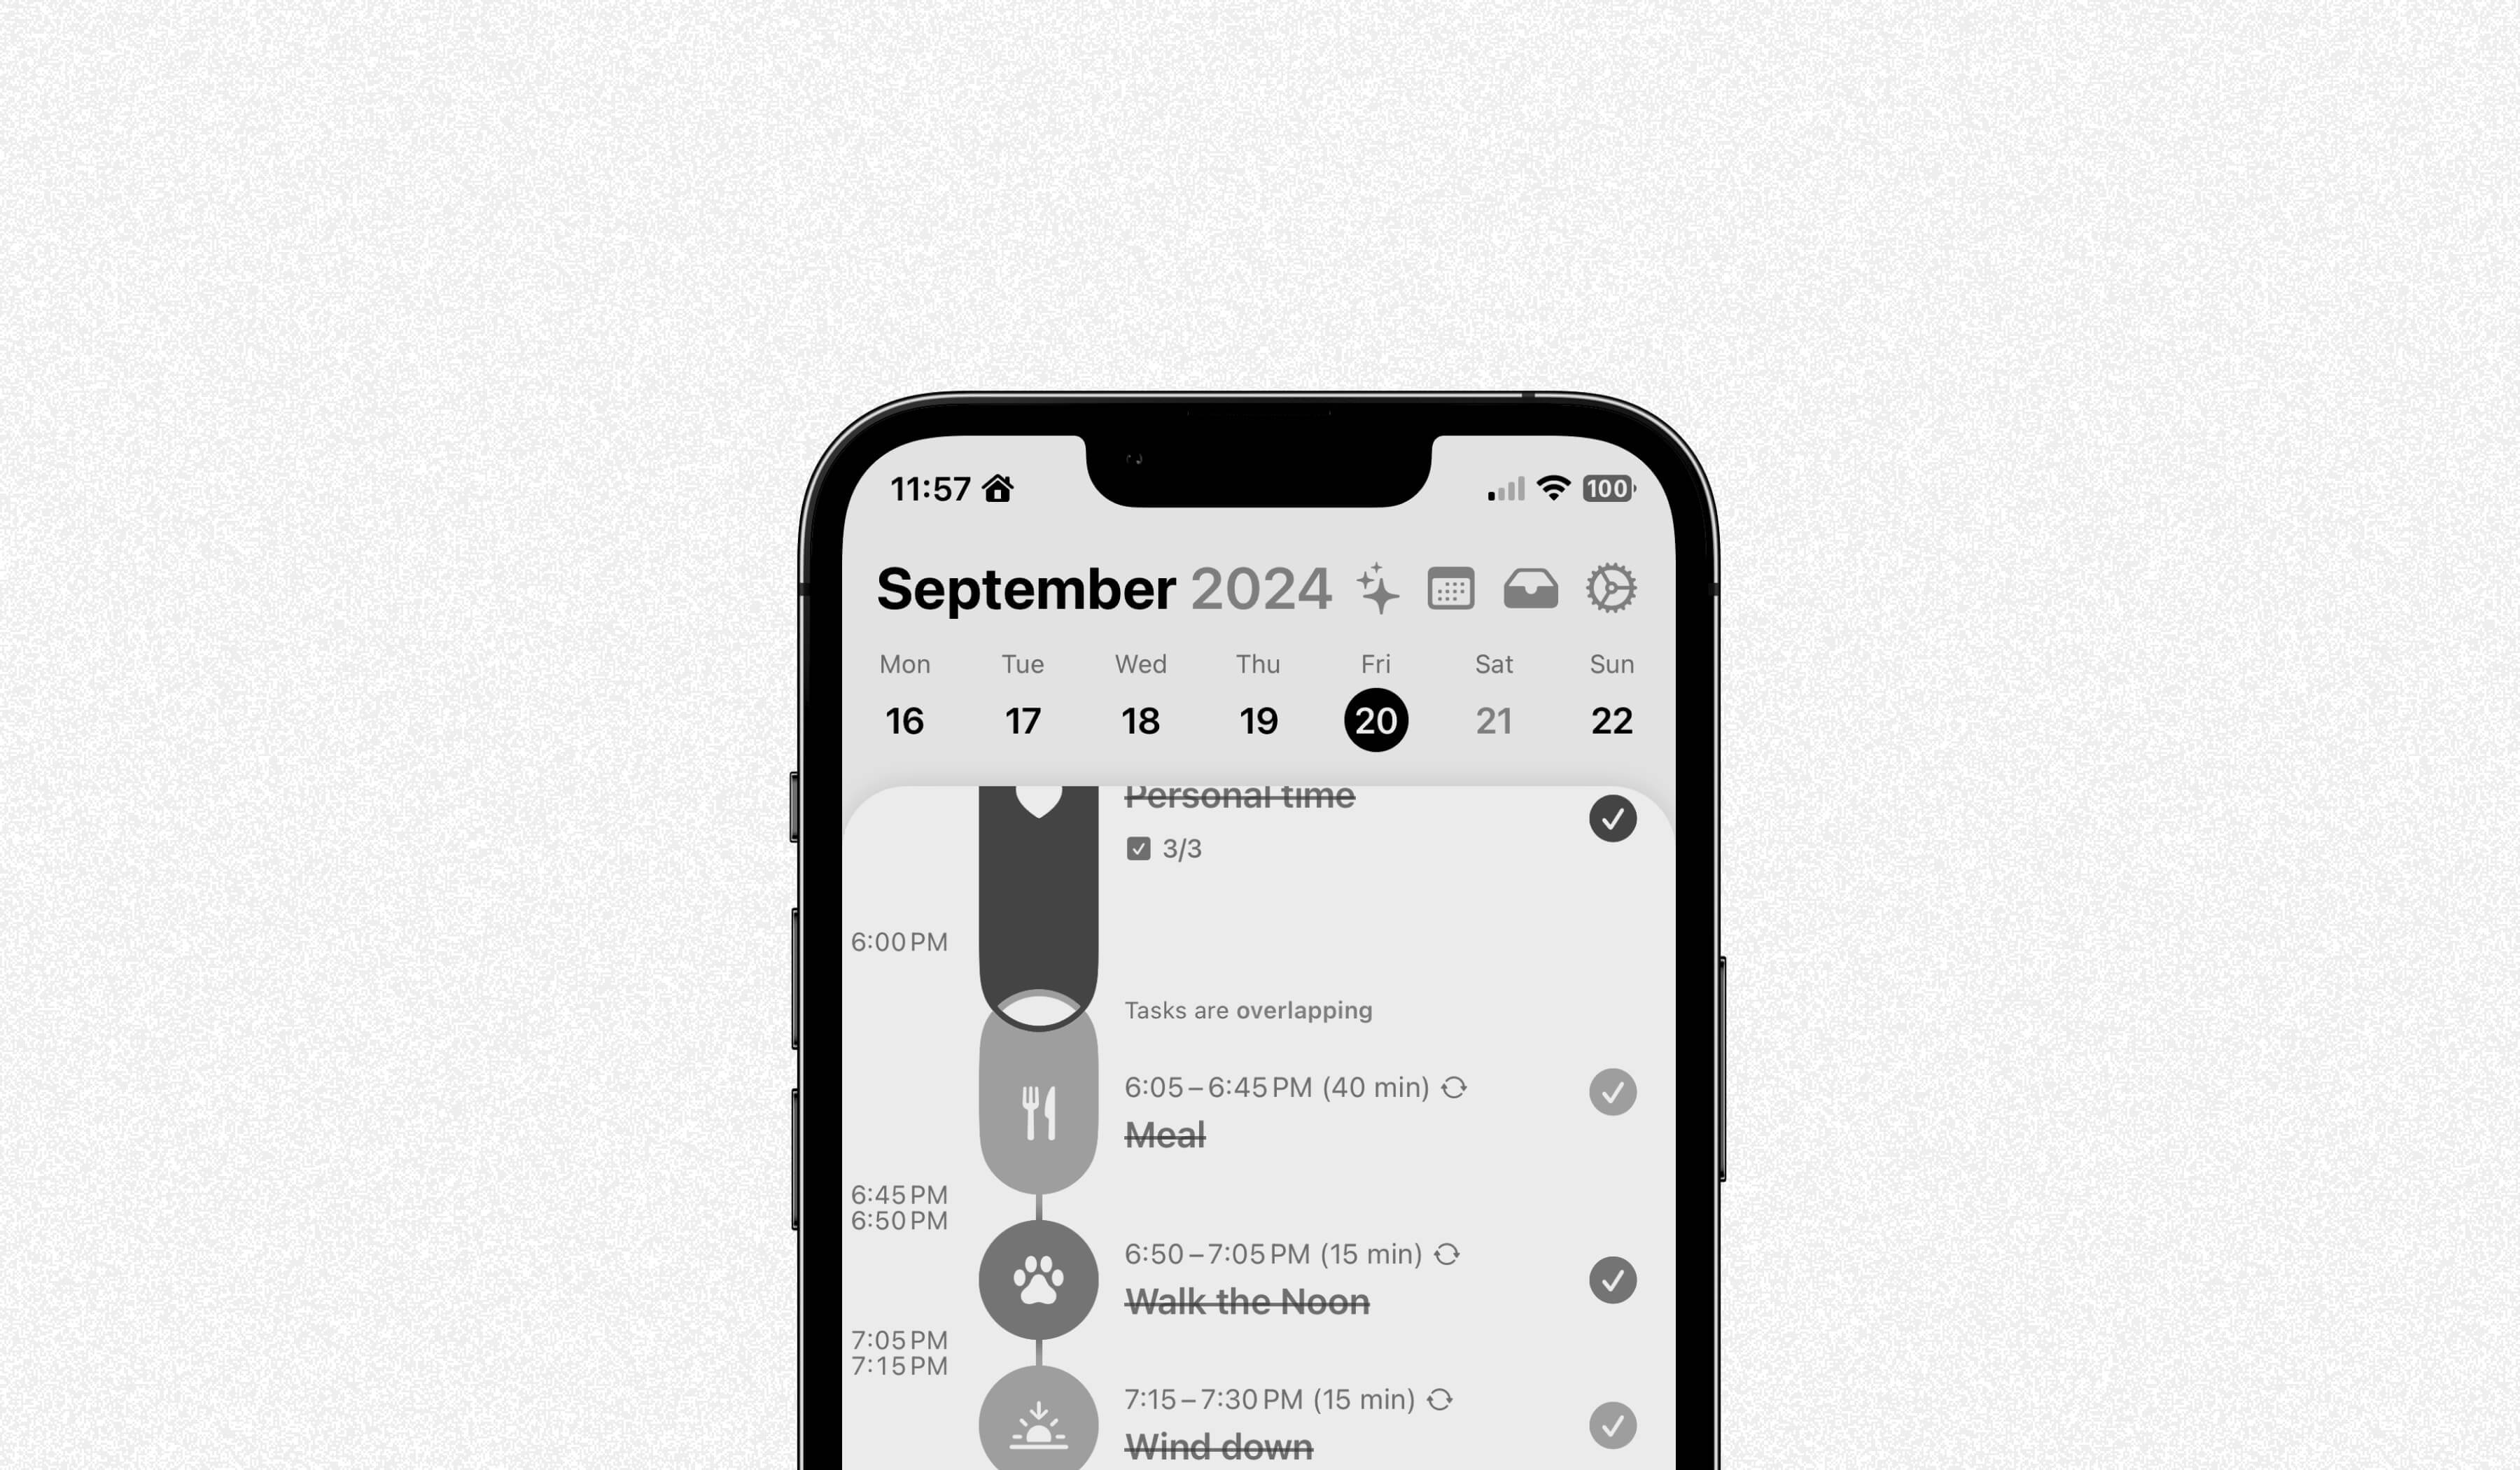 11:57
100
September 2024
Mon Tue Wed Thu Fri Sat Sun
16 17 18 19 20 21 22
Personal time
3/3
6:00 PM
Tasks are overlapping
6:05 – 6:45 PM (40 min)
Meal
6:45 PM
6:50 PM
6:50 – 7:05 PM (15 min)
Walk the Noon
7:05 PM
7:15 PM
7:15 – 7:30 PM (15 min)
Wind down